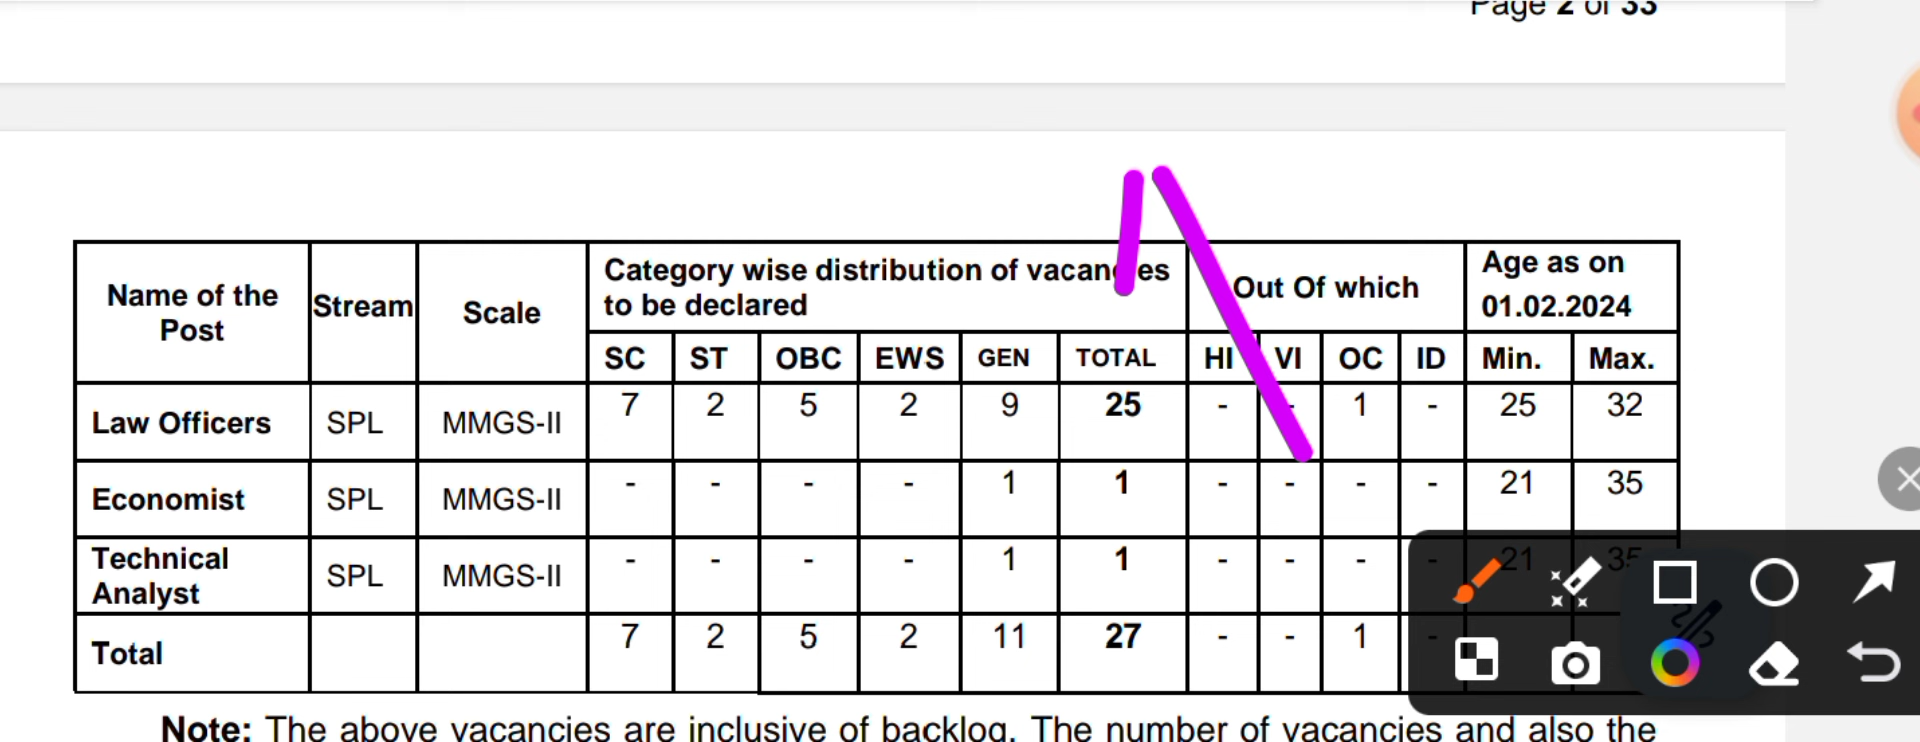 Page 2 of 33
Name of the Post Stream Scale Category wise distribution of vacancies to be declared Out Of which Age as on 01.02.2024
SC ST OBC EWS GEN TOTAL HI VI OC ID Min. Max.
Law Officers SPL MMGS-II 7 2 5 2 9 25 - - 1 - 25 32
Economist SPL MMGS-II - - - - 1 1 - - - - 21 35
Technical Analyst SPL MMGS-II - - - - 1 1 - - - - 21 35
Total 7 2 5 2 11 27 - - 1 -
Note: The above vacancies are inclusive of backlog. The number of vacancies and also the